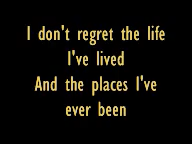 I don't regret the life
I've lived
And the places I've
ever been